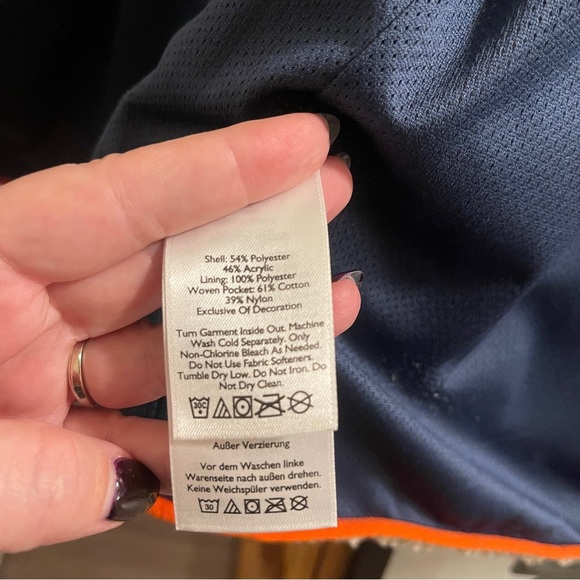 Shell: 54% Polyester
46% Acrylic
Lining: 100% Polyester
Woven Pocket: 61% Cotton
39% Nylon
Exclusive Of Decoration
Turn Garment Inside Out. Machine
Wash Cold Separately. Only
Non-Chlorine Bleach As Needed.
Do Not Use Fabric Softeners.
Tumble Dry Low. Do Not Iron. Do
Not Dry Clean.
30C
Außer Verzierung
Vor dem Waschen linke
Warenseite nach außen drehen.
Keine Weichspüler verwenden.
30